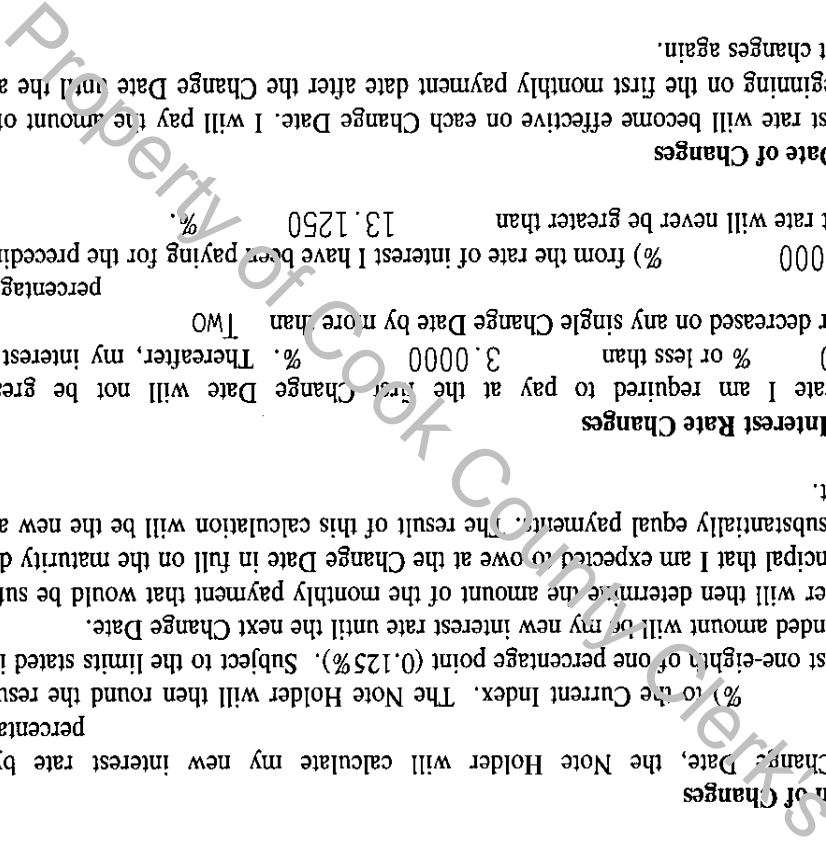 n of Changes
Change Date, the Note Holder will calculate my new interest rate by
percenta
%) to the Current Index. The Note Holder will then round the resu
st one-eighth of one percentage point (0.125%). Subject to the limits stated i
nded amount will be my new interest rate until the next Change Date.
er will then determine the amount of the monthly payment that would be suf
ncipal that I am expected to owe at the Change Date in full on the maturity d
substantially equal payments. The result of this calculation will be the new a
t.
Interest Rate Changes
rate I am required to pay at the first Change Date will not be grea
0 % or less than 3.0000 %. Thereafter, my interest
r decreased on any single Change Date by more than Two
percentag
000 %) from the rate of interest I have been paying for the precedi
t rate will never be greater than 13.1250 %.
Date of Changes
st rate will become effective on each Change Date. I will pay the amount of
eginning on the first monthly payment date after the Change Date until the a
t changes again.
Property of Cook County Clerk's